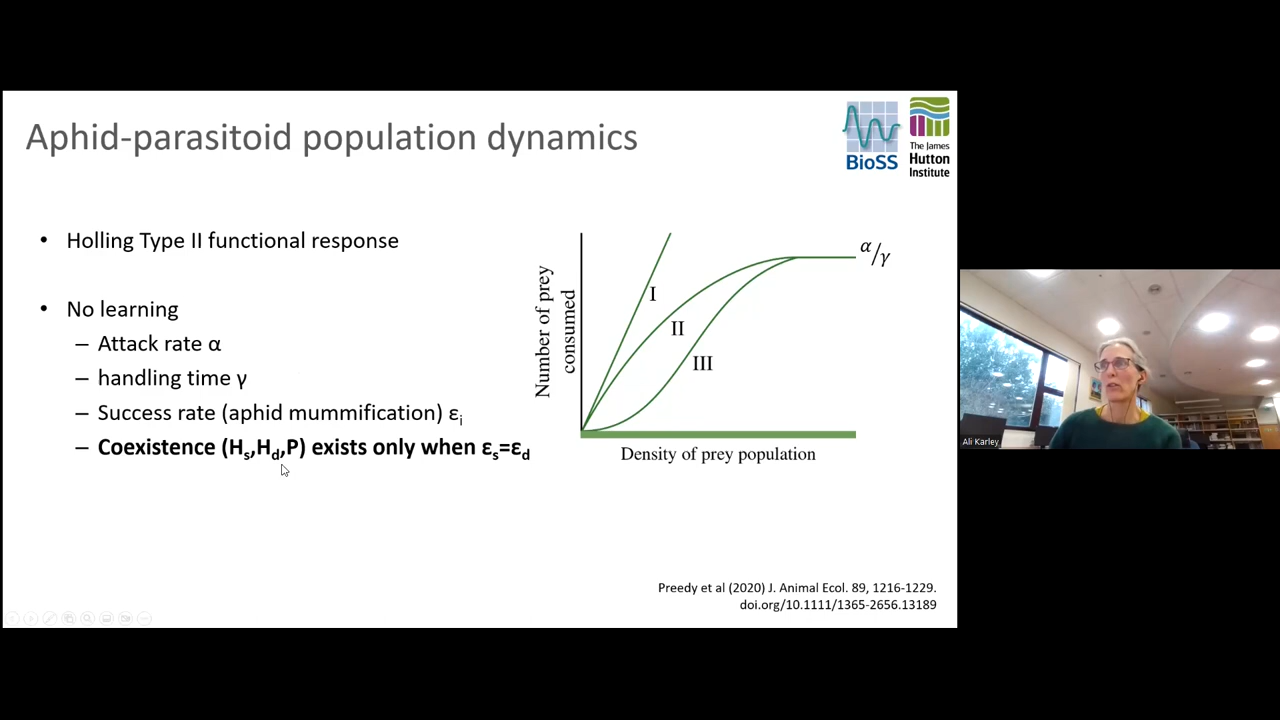 Aphid-parasitoid population dynamics
BioSS
The James
Hutton
Institute
• Holling Type II functional response
• No learning
– Attack rate α
– handling time γ
– Success rate (aphid mummification) εi
– Coexistence (Hs,Hd,P) exists only when εs=εd
Number of prey
consumed
I
II
III
α/γ
Density of prey population
Preedy et al (2020) J. Animal Ecol. 89, 1216-1229.
doi.org/10.1111/1365-2656.13189
Ali Karley